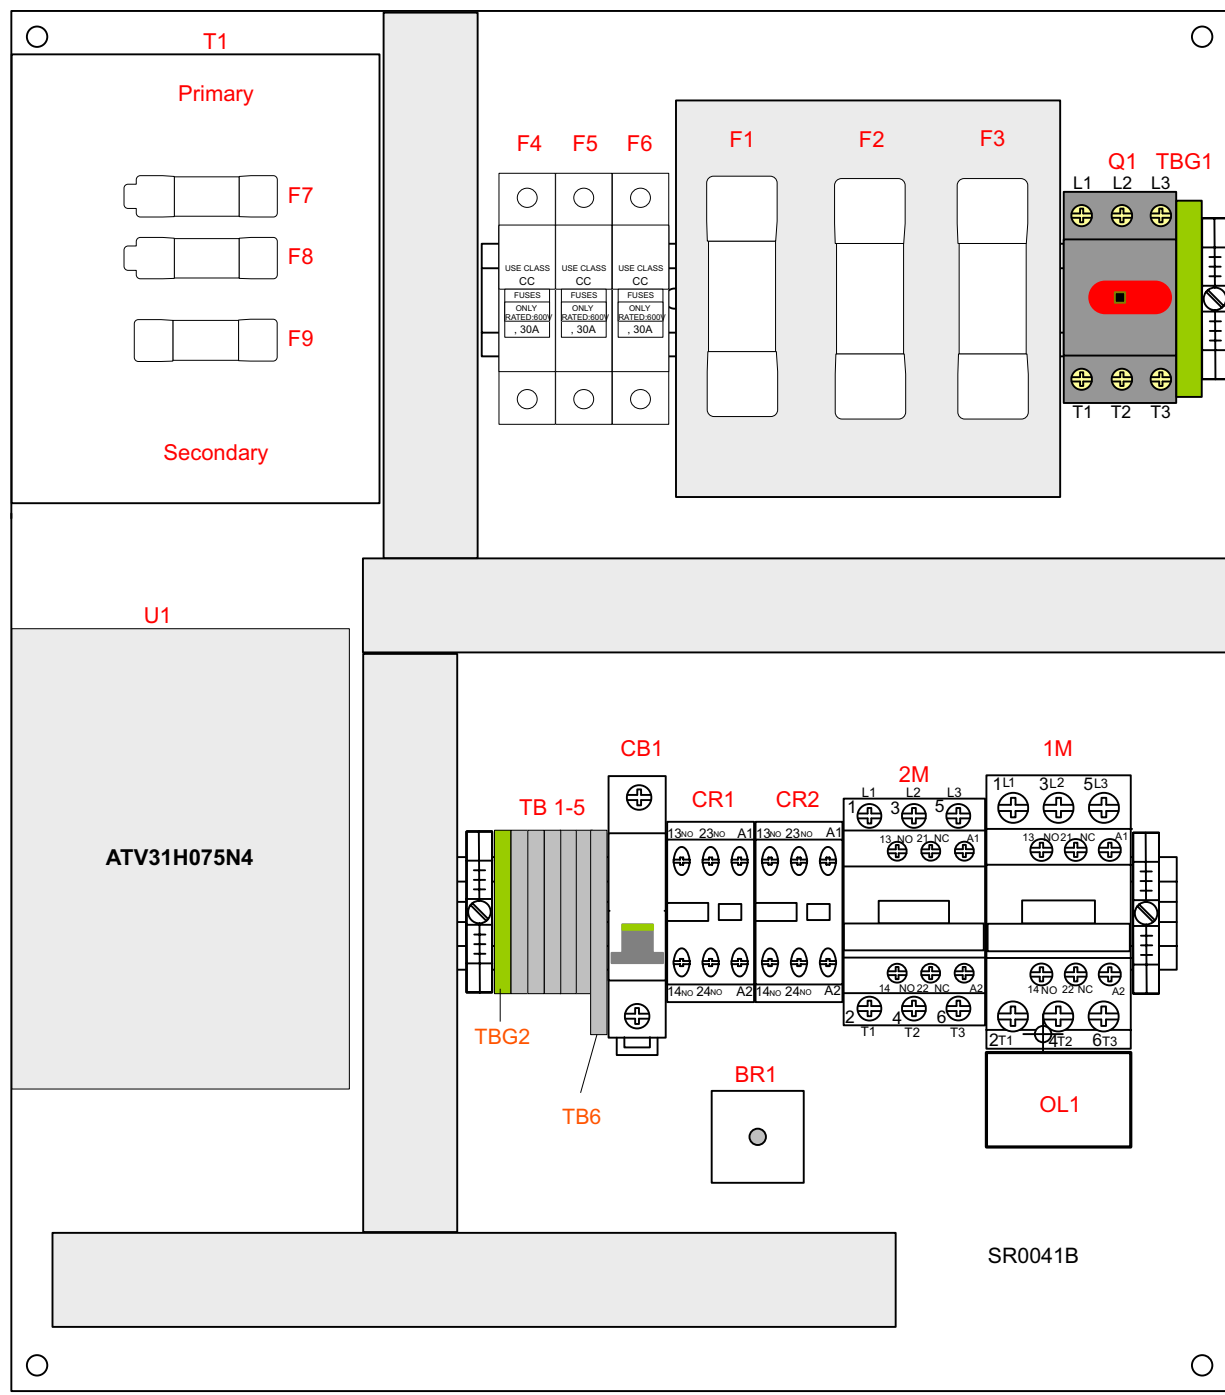 T1
Primary
F7
F8
F9
Secondary
F4 F5 F6
USE CLASS USE CLASS USE CLASS
CC CC CC
FUSES FUSES FUSES
ONLY ONLY ONLY
RATED:600V RATED:600V RATED:600V
, 30A , 30A , 30A
F1 F2 F3
Q1 TBG1
L1 L2 L3
T1 T2 T3
U1
ATV31H075N4
TB 1-5
TBG2
TB6
CB1
CR1
13NO 23NO A1
14NO 24NO A2
CR2
13NO 23NO A1
14NO 24NO A2
2M
L1 L2 L3
1 3 5
13 NO 21 NC A1
14 NO 22 NC A2
2 4 6
T1 T2 T3
1M
1L1 3L2 5L3
13 NO 21 NC A1
14 NO 22 NC A2
2T1 4T2 6T3
BR1
OL1
SR0041B